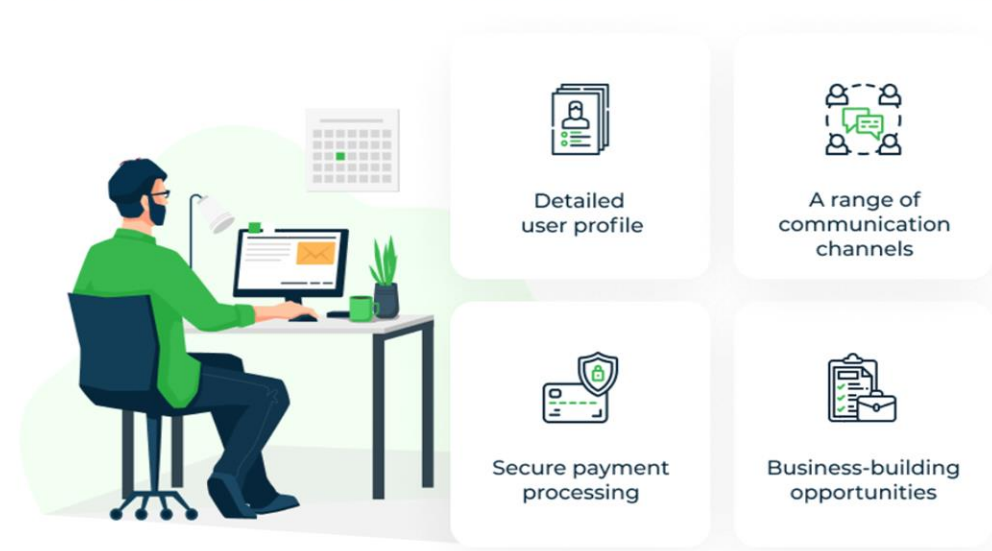 Detailed
user profile
A range of
communication
channels
Secure payment
processing
Business-building
opportunities